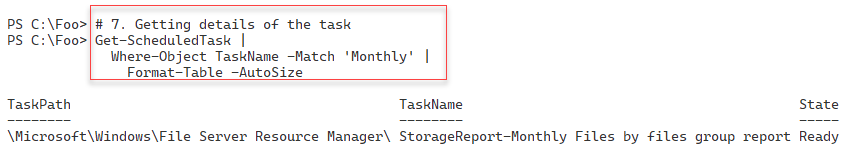 PS C:\Foo> # 7. Getting details of the task
PS C:\Foo> Get-ScheduledTask |
Where-Object TaskName -Match 'Monthly' |
Format-Table -AutoSize
TaskPath TaskName State
-------- -------- -----
\Microsoft\Windows\File Server Resource Manager\ StorageReport-Monthly Files by files group report Ready